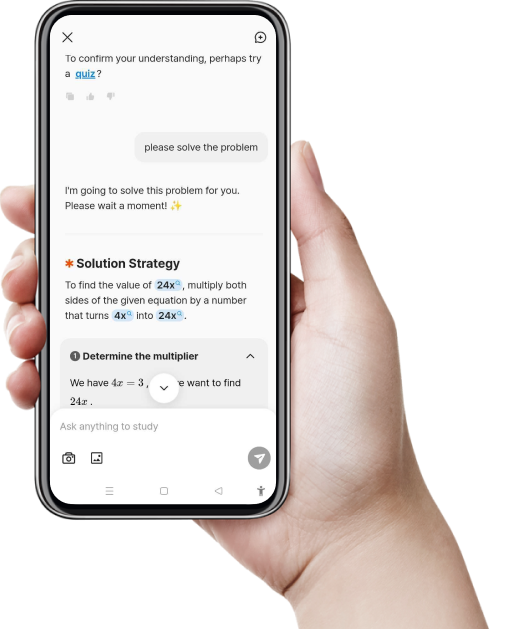 To confirm your understanding, perhaps try
a quiz?
please solve the problem
I'm going to solve this problem for you.
Please wait a moment! ✨
✱ Solution Strategy
To find the value of 24x, multiply both
sides of the given equation by a number
that turns 4x into 24x.
1 Determine the multiplier
We have 4x = 3, we want to find
24x.
Ask anything to study